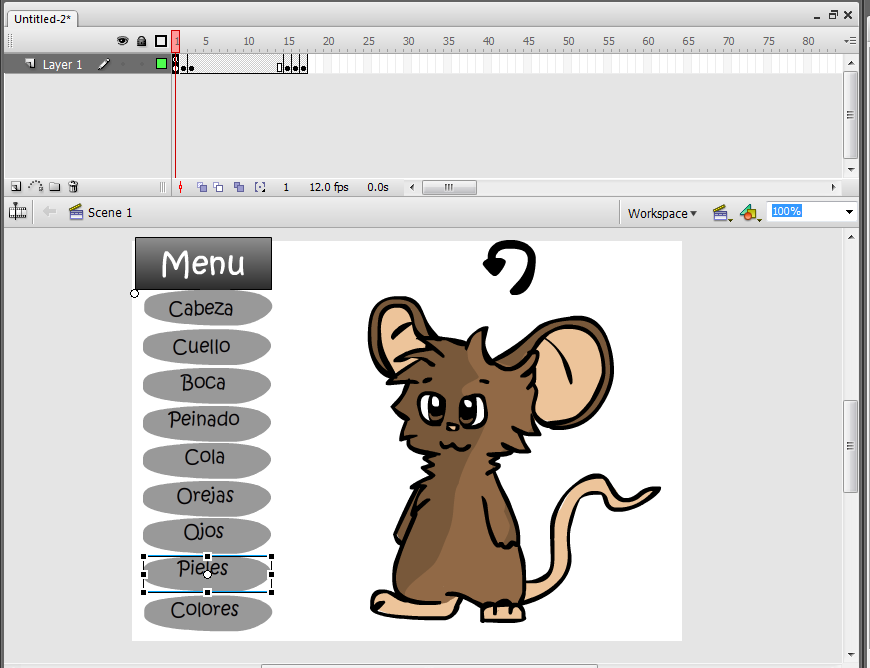 Untitled-2*
1 5 10 15 20 25 30 35 40 45 50 55 60 65 70 75 80
Layer 1
1 12.0 fps 0.0s
Scene 1 Workspace 100%
Menu
Cabeza
Cuello
Boca
Peinado
Cola
Orejas
Ojos
Pieles
Colores